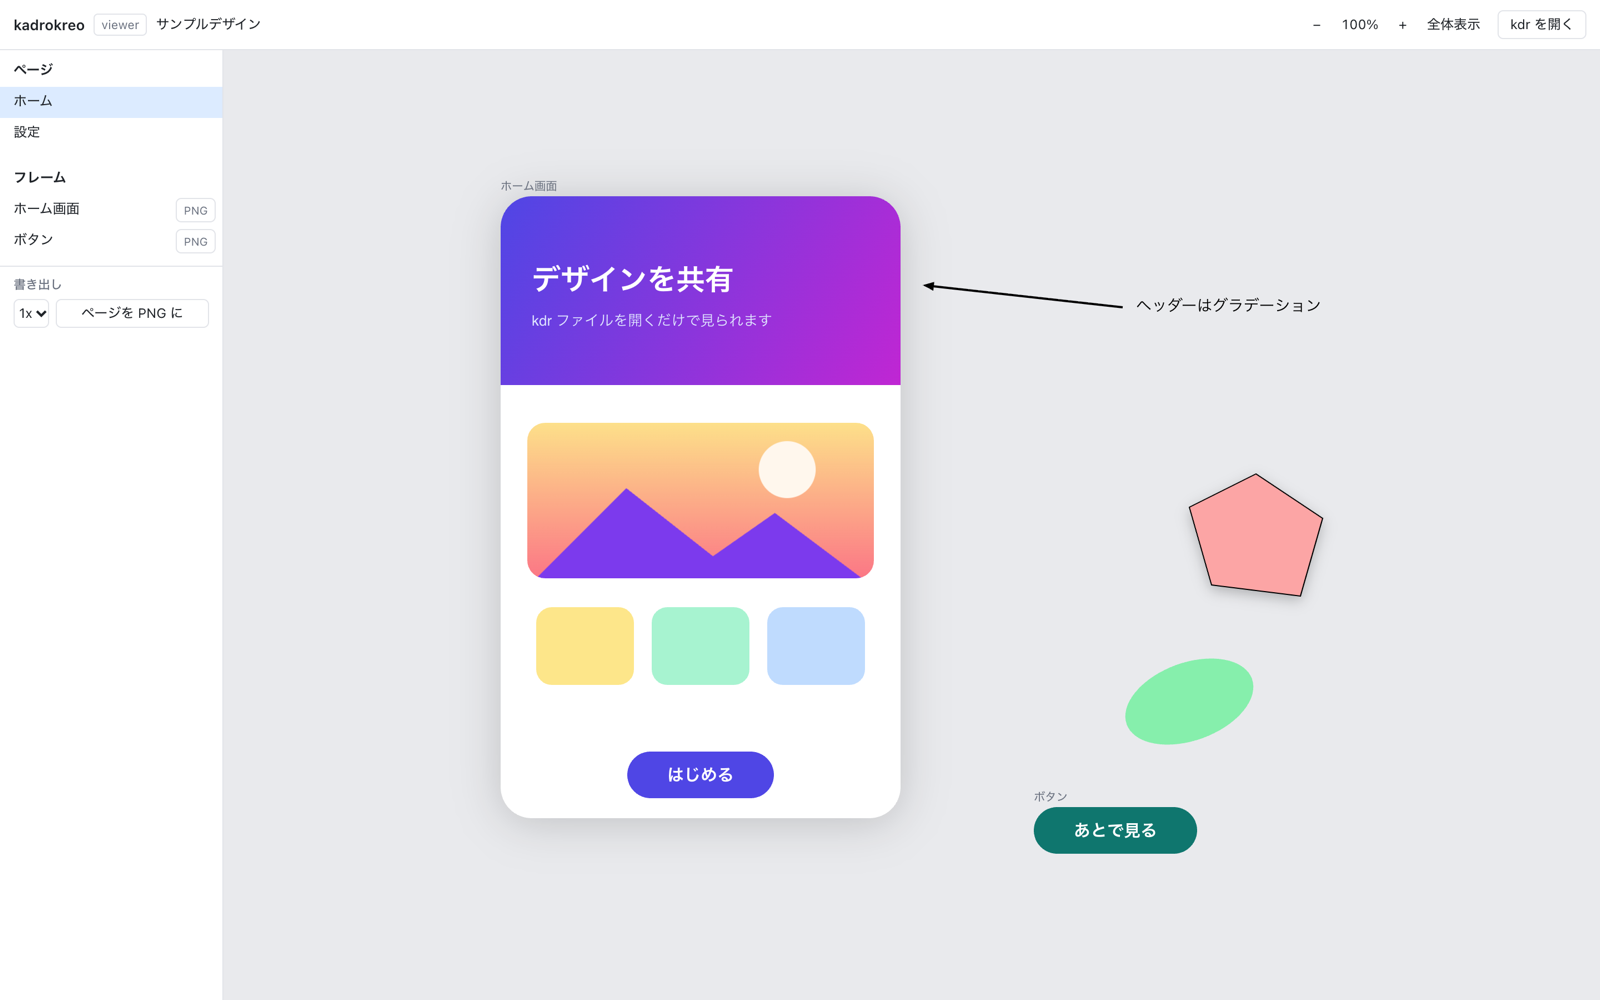 kadrokreo viewer サンプルデザイン − 100% + 全体表示 kdr を開く
ページ
ホーム
設定
フレーム
ホーム画面 PNG
ボタン PNG
書き出し
1x ページを PNG に
ホーム画面
デザインを共有
kdr ファイルを開くだけで見られます
ヘッダーはグラデーション
はじめる
ボタン
あとで見る